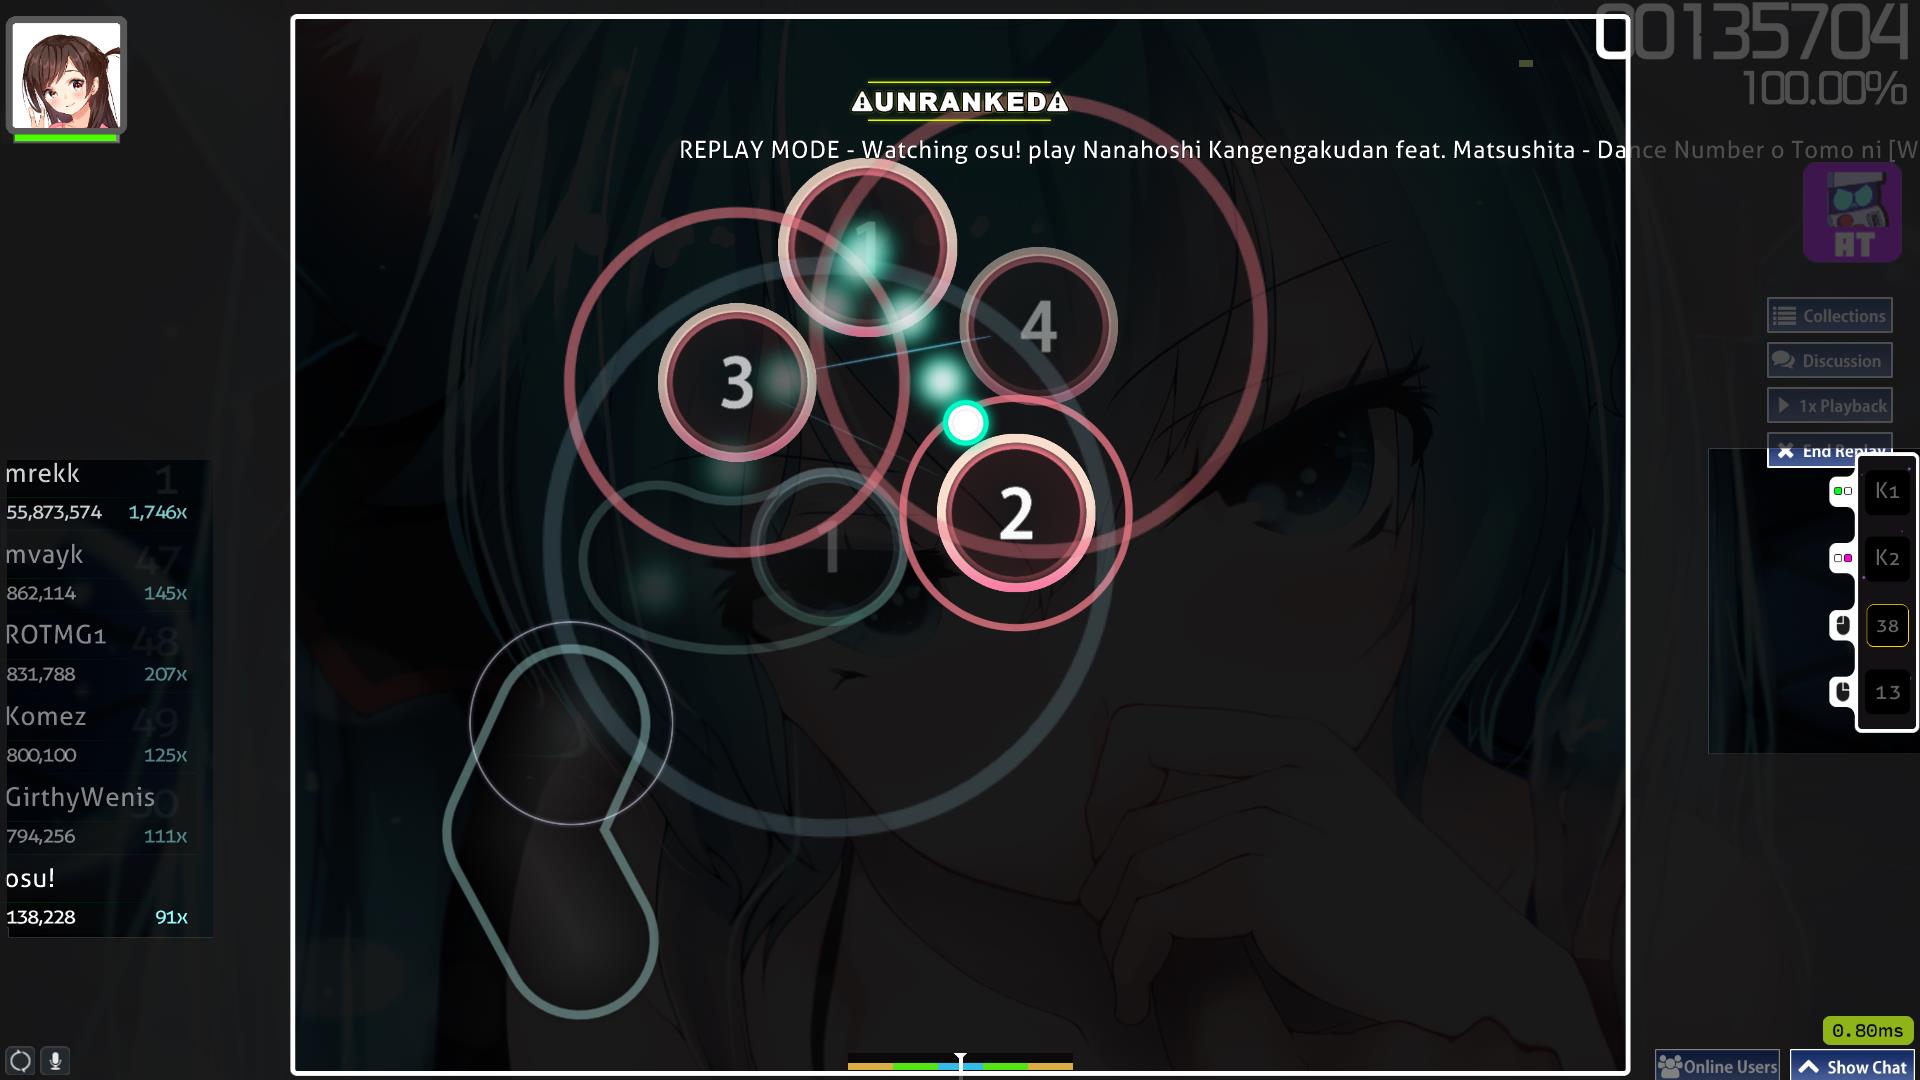 00135704
100.00%
UNRANKED
REPLAY MODE - Watching osu! play Nanahoshi Kangengakudan feat. Matsushita - Dance Number o Tomo ni [W
AT
Collections
Discussion
1x Playback
End Replay
K1
K2
38
13
1
4
3
2
1
mrekk
1
55,873,574 1,746x
mvayk
47
862,114 145x
ROTMG1
48
831,788 207x
Komez
49
800,100 125x
GirthyWenis
50
794,256 111x
osu!
138,228 91x
0.80ms
Online Users
Show Chat